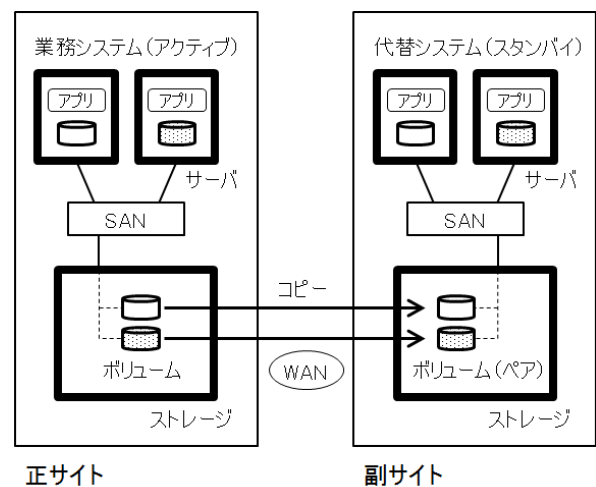 業務システム(アクティブ)
アプリ
アプリ
サーバ
SAN
ボリューム
ストレージ
正サイト
コピー
WAN
代替システム(スタンバイ)
アプリ
アプリ
サーバ
SAN
ボリューム(ペア)
ストレージ
副サイト